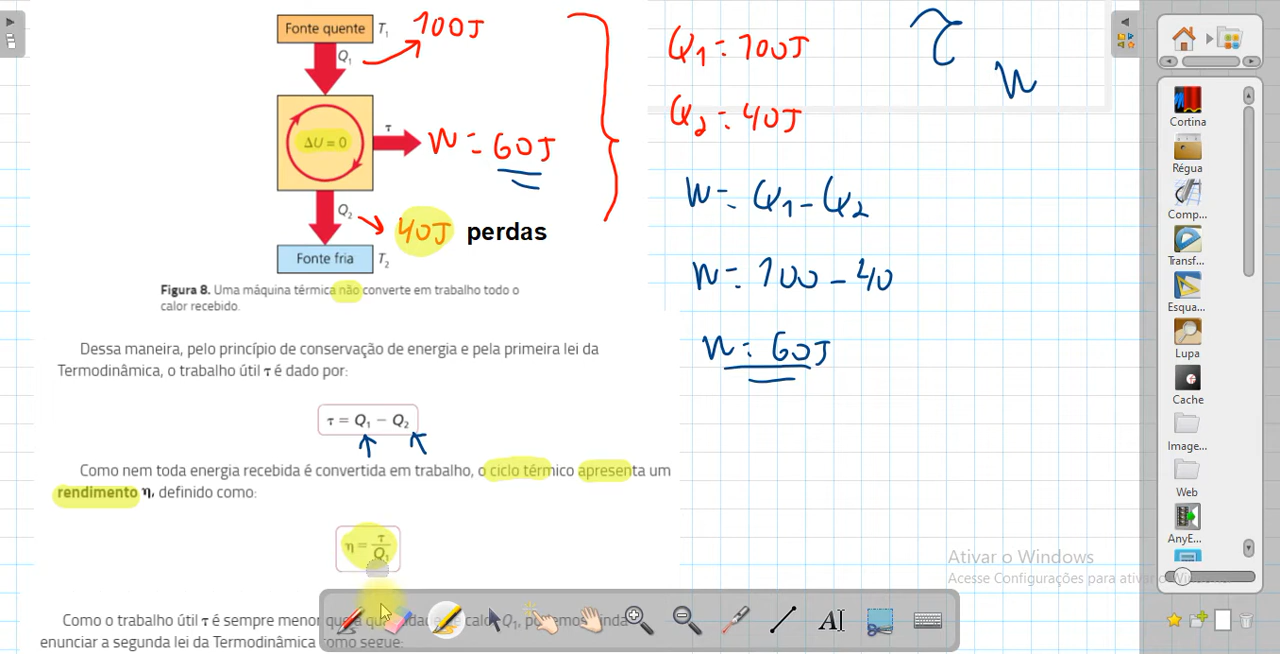 Fonte quente T1
100J
Q1
τ
W = 60J
ΔU = 0
Q2
40J perdas
Fonte fria T2
Figura 8. Uma máquina térmica não converte em trabalho todo o
calor recebido.
Dessa maneira, pelo princípio de conservação de energia e pela primeira lei da
Termodinâmica, o trabalho útil τ é dado por:
τ = Q1 − Q2
Como nem toda energia recebida é convertida em trabalho, o ciclo térmico apresenta um
rendimento η, definido como:
η = τ/Q1
Como o trabalho útil τ é sempre menor que a
Q1
enunciar a segunda lei da Termodinâmica como segue:
Q1 = 100J
Q2 = 40J
W = Q1 − Q2
W = 100 − 40
W = 60J
τ
W
Ativar o Windows
Acesse Configurações para ativar o Windows.
Cortina
Régua
Comp...
Transf...
Esqua...
Lupa
Cache
Image...
Web
AnyE...